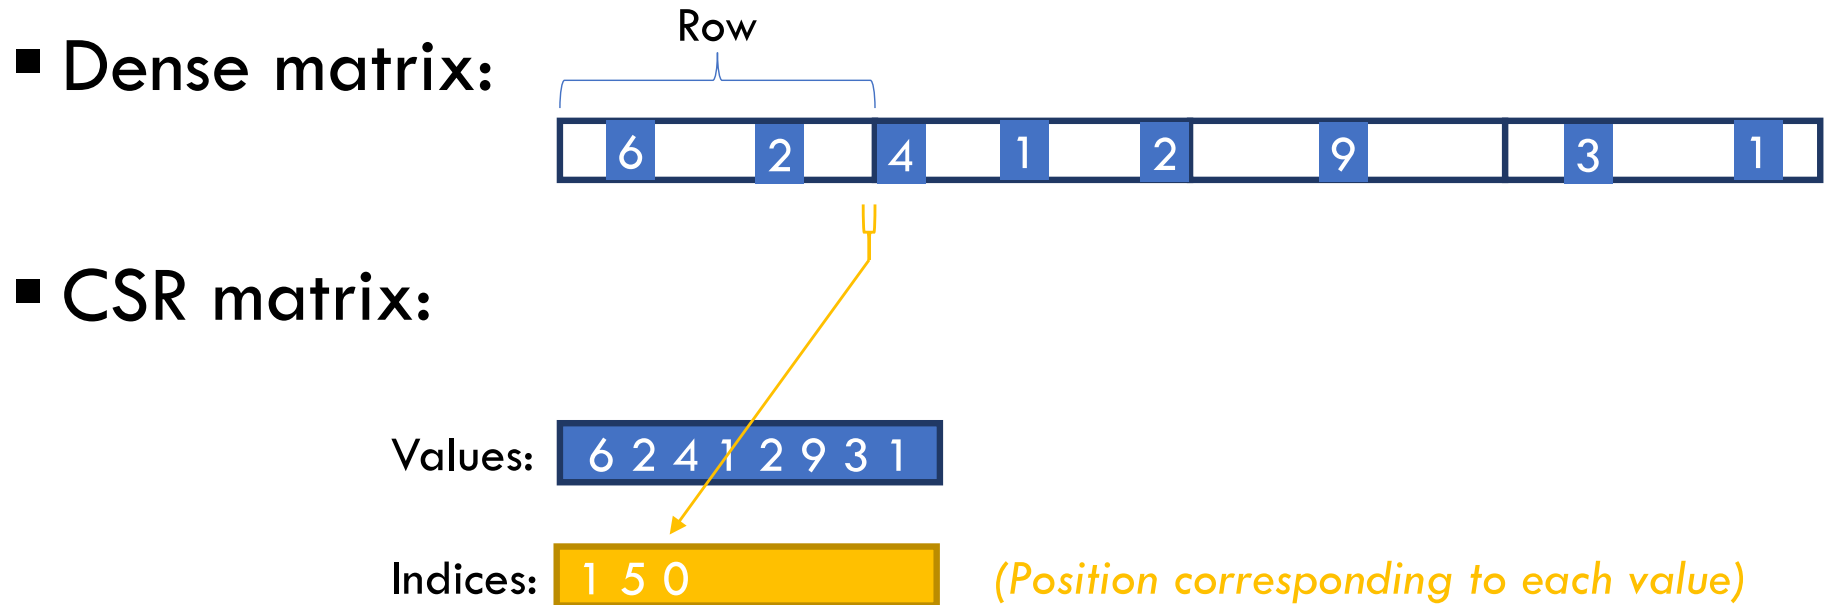 Row
▪ Dense matrix:
6 2 4 1 2 9 3 1
▪ CSR matrix:
Values: 6 2 4 1 2 9 3 1
Indices: 1 5 0 (Position corresponding to each value)